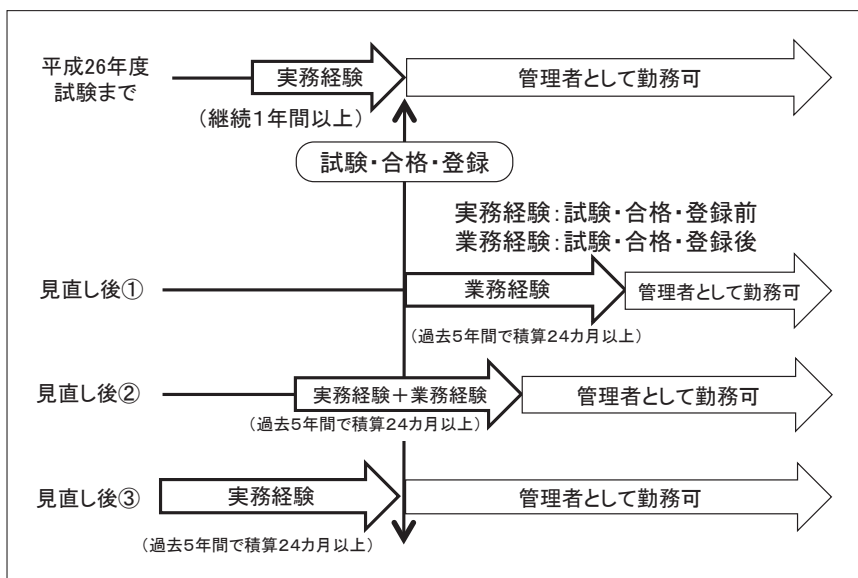 平成26年度
試験まで
実務経験
管理者として勤務可
（継続1年間以上）
試験・合格・登録
実務経験：試験・合格・登録前
業務経験：試験・合格・登録後
見直し後①
業務経験
管理者として勤務可
（過去5年間で積算24カ月以上）
見直し後②
実務経験＋業務経験
管理者として勤務可
（過去5年間で積算24カ月以上）
見直し後③
実務経験
管理者として勤務可
（過去5年間で積算24カ月以上）